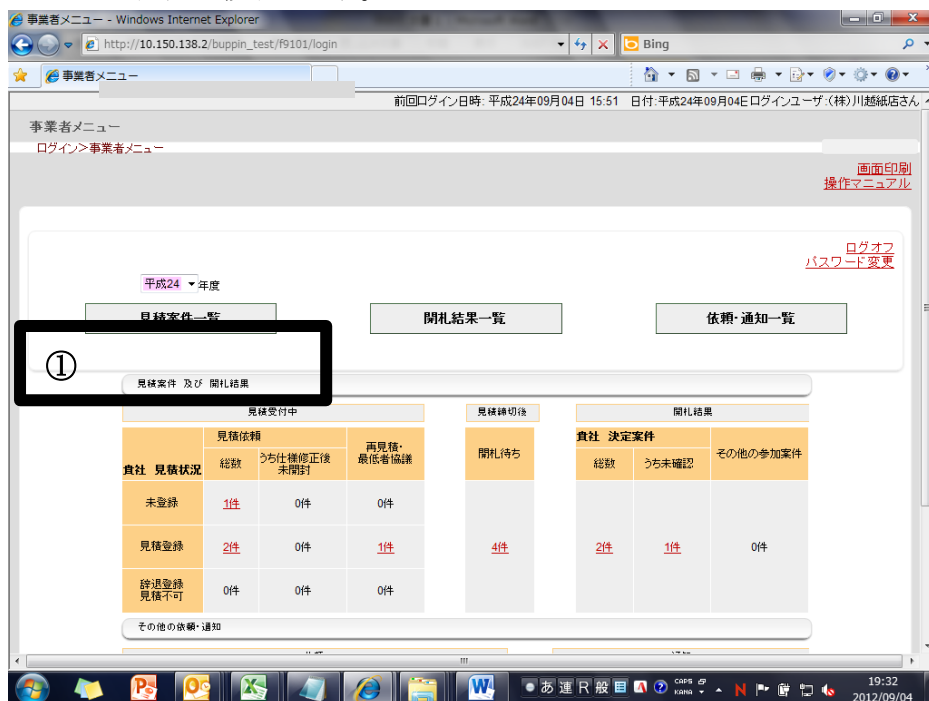 事業者メニュー - Windows Internet Explorer
http://10.150.138.2/buppin_test/f9101/login
Bing
事業者メニュー
前回ログイン日時: 平成24年09月04日 15:51 日付:平成24年09月04E ログインユーザ:(株)川越紙店さん
事業者メニュー
ログイン>事業者メニュー
画面印刷
操作マニュアル
ログオフ
パスワード変更
平成24 年度
見積案件一覧 開札結果一覧 依頼・通知一覧
①
見積案件 及び 開札結果
見積受付中 見積締切後 開札結果
貴社 見積状況 見積依頼 再見積・最低者協議 開札待ち 貴社 決定案件 その他の参加案件
総数 うち仕様修正後未開封 総数 うち未確認
未登録 1件 0件 0件
見積登録 2件 0件 1件 4件 2件 1件 0件
辞退登録
見積不可 0件 0件 0件
その他の依頼・通知
あ 連 R 般 CAPS KANA
19:32
2012/09/04